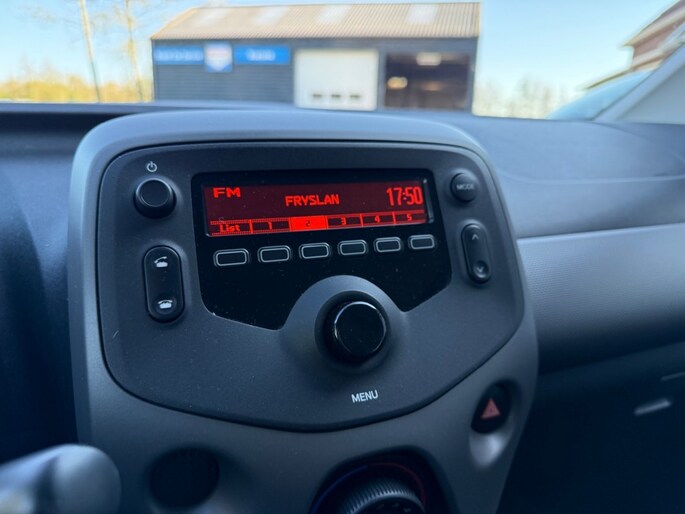 FM FRYSLAN 17:50
List 1 2 3 4 5
MODE
MENU